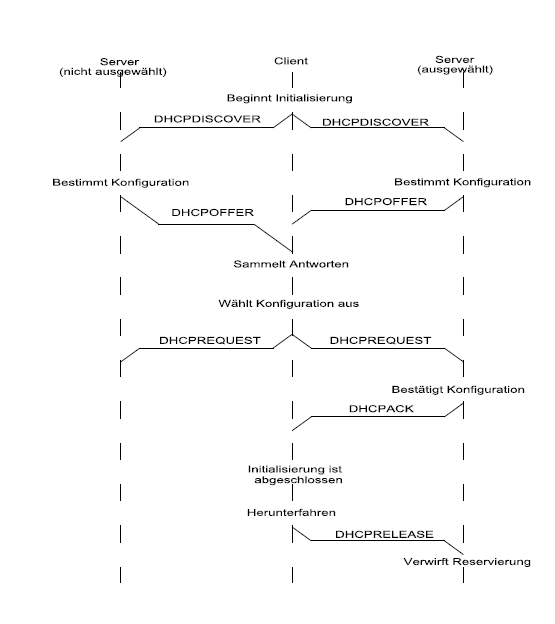 Server
(nicht ausgewählt)
Client
Server
(ausgewählt)
Beginnt Initialisierung
DHCPDISCOVER
DHCPDISCOVER
Bestimmt Konfiguration
Bestimmt Konfiguration
DHCPOFFER
DHCPOFFER
Sammelt Antworten
Wählt Konfiguration aus
DHCPREQUEST
DHCPREQUEST
Bestätigt Konfiguration
DHCPACK
Initialisierung ist
abgeschlossen
Herunterfahren
DHCPRELEASE
Verwirft Reservierung